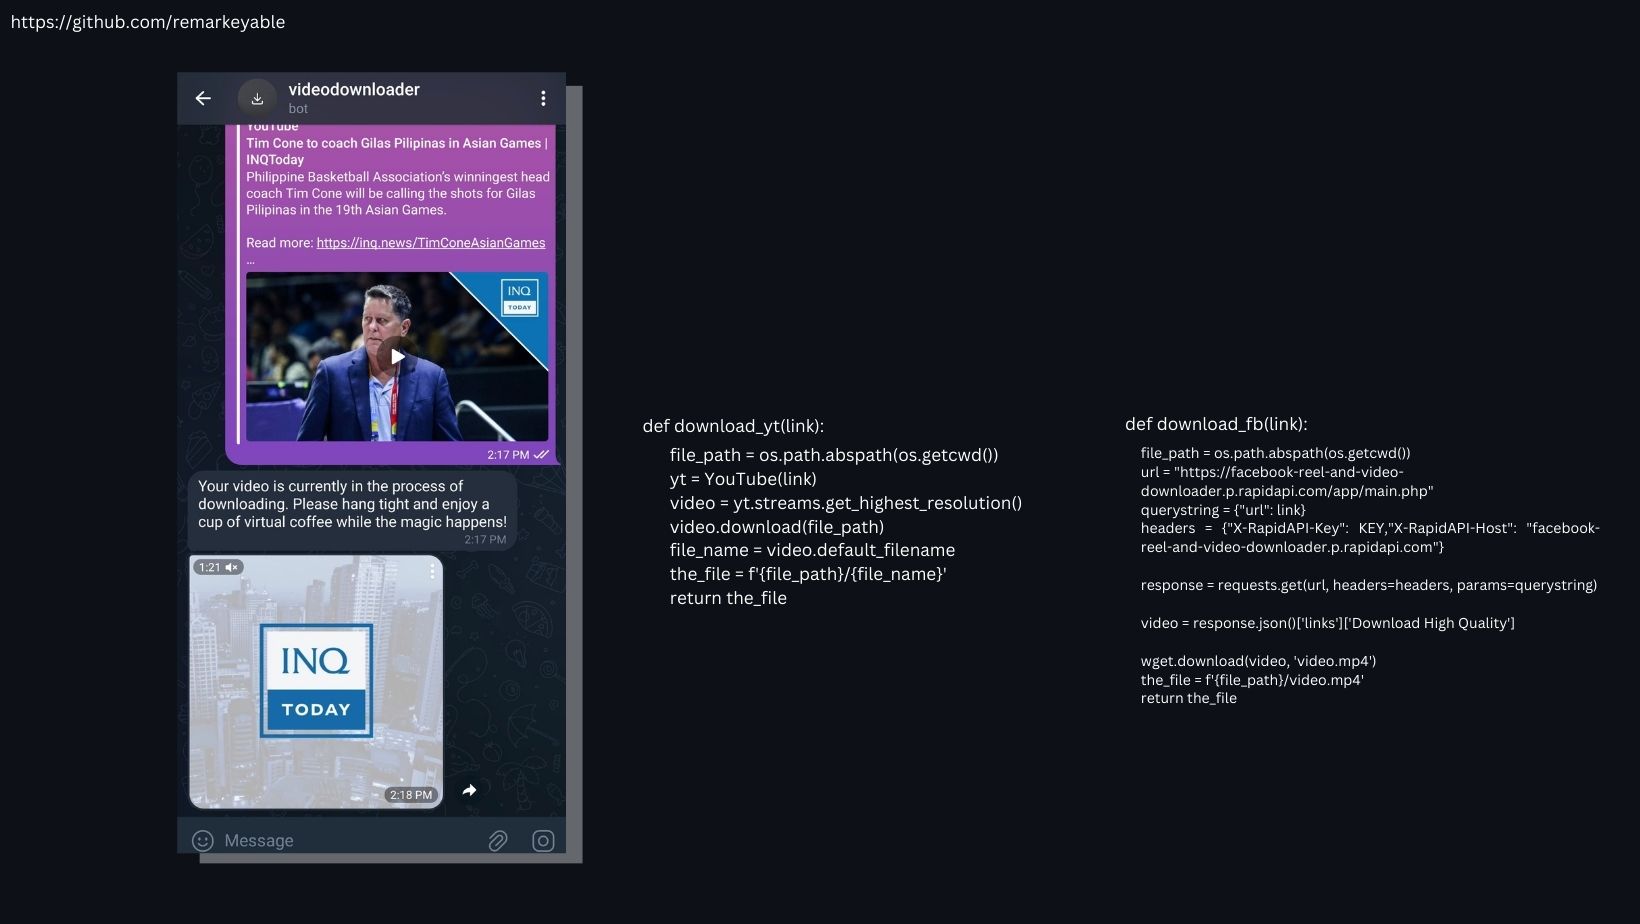 https://github.com/remarkeyable
videodownloader
bot
YouTube
Tim Cone to coach Gilas Pilipinas in Asian Games |
INQToday
Philippine Basketball Association's winningest head
coach Tim Cone will be calling the shots for Gilas
Pilipinas in the 19th Asian Games.
Read more: https://inq.news/TimConeAsianGames
...
INQ
TODAY
2:17 PM
Your video is currently in the process of
downloading. Please hang tight and enjoy a
cup of virtual coffee while the magic happens!
2:17 PM
1:21
INQ
TODAY
2:18 PM
Message
def download_yt(link):
file_path = os.path.abspath(os.getcwd())
yt = YouTube(link)
video = yt.streams.get_highest_resolution()
video.download(file_path)
file_name = video.default_filename
the_file = f'{file_path}/{file_name}'
return the_file
def download_fb(link):
file_path = os.path.abspath(os.getcwd())
url = "https://facebook-reel-and-video-
downloader.p.rapidapi.com/app/main.php"
querystring = {"url": link}
headers = {"X-RapidAPI-Key": KEY,"X-RapidAPI-Host": "facebook-
reel-and-video-downloader.p.rapidapi.com"}
response = requests.get(url, headers=headers, params=querystring)
video = response.json()['links']['Download High Quality']
wget.download(video, 'video.mp4')
the_file = f'{file_path}/video.mp4'
return the_file